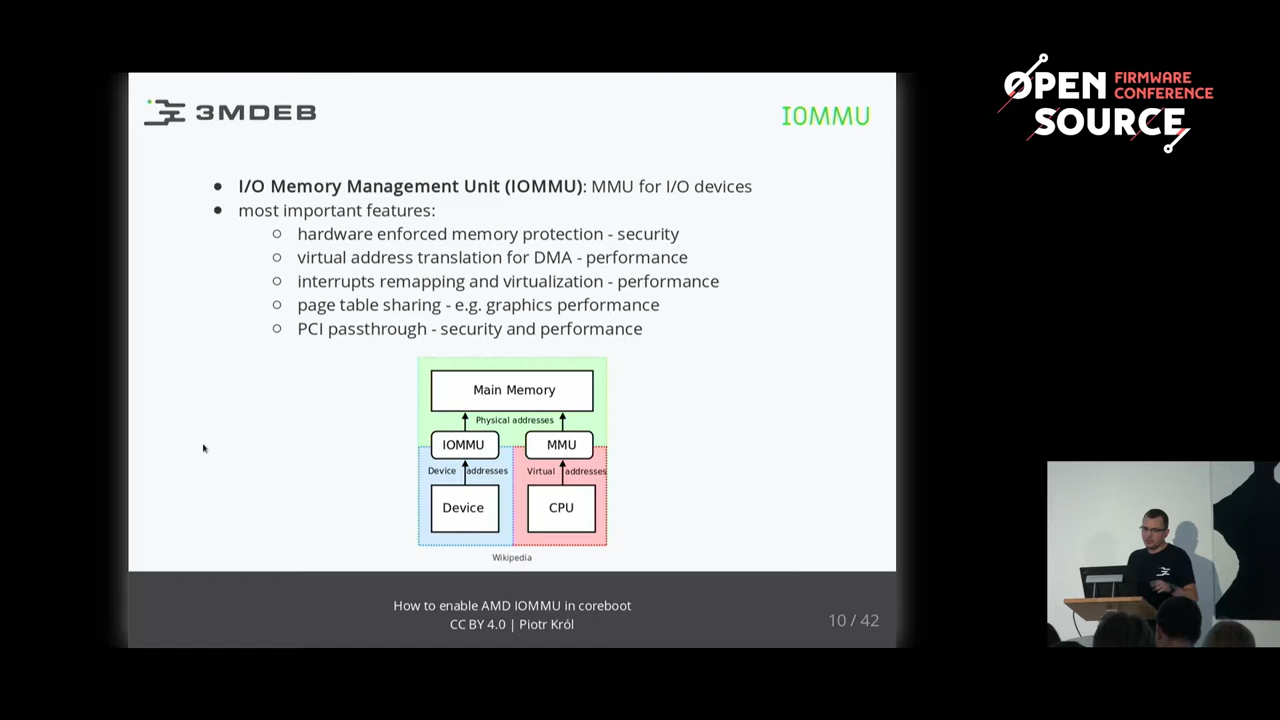 3MDEB
IOMMU
OPEN FIRMWARE
CONFERENCE
SOURCE
I/O Memory Management Unit (IOMMU): MMU for I/O devices
most important features:
hardware enforced memory protection - security
virtual address translation for DMA - performance
interrupts remapping and virtualization - performance
page table sharing - e.g. graphics performance
PCI passthrough - security and performance
Main Memory
Physical addresses
IOMMU
MMU
Device addresses
Virtual addresses
Device
CPU
Wikipedia
How to enable AMD IOMMU in coreboot
CC BY 4.0 | Piotr Król
10 / 42